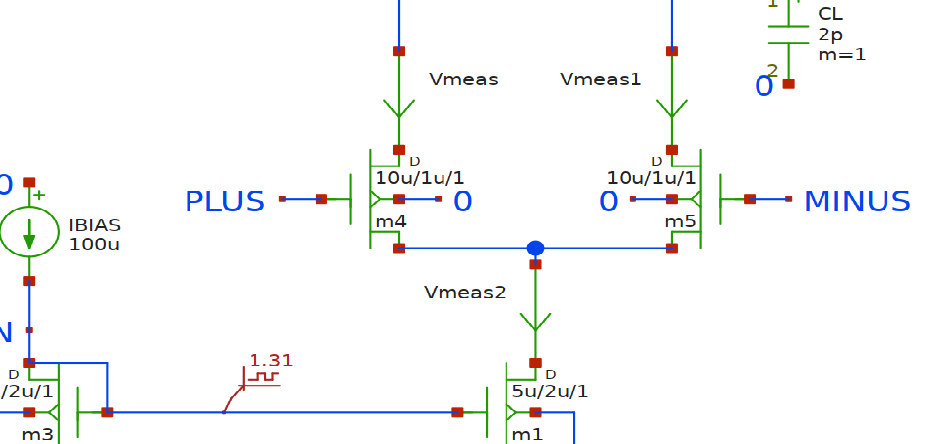 1
CL
2p
m=1
2
0
Vmeas
Vmeas1
D
D
10u/1u/1
10u/1u/1
0
+
PLUS
0
0
MINUS
m4
m5
IBIAS
100u
Vmeas2
N
1.31
D
D
/2u/1
5u/2u/1
m3
m1